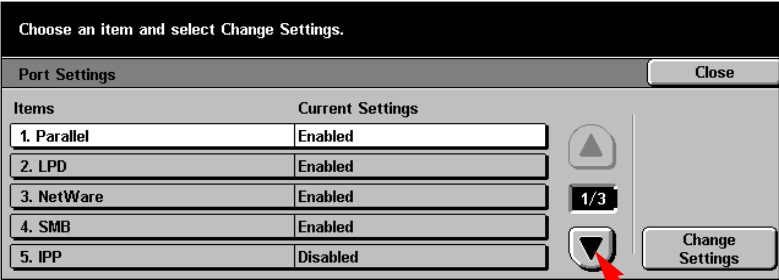 Choose an item and select Change Settings.
Port Settings Close
Items Current Settings
1. Parallel Enabled
2. LPD Enabled
3. NetWare Enabled
1/3
4. SMB Enabled
5. IPP Disabled
Change
Settings